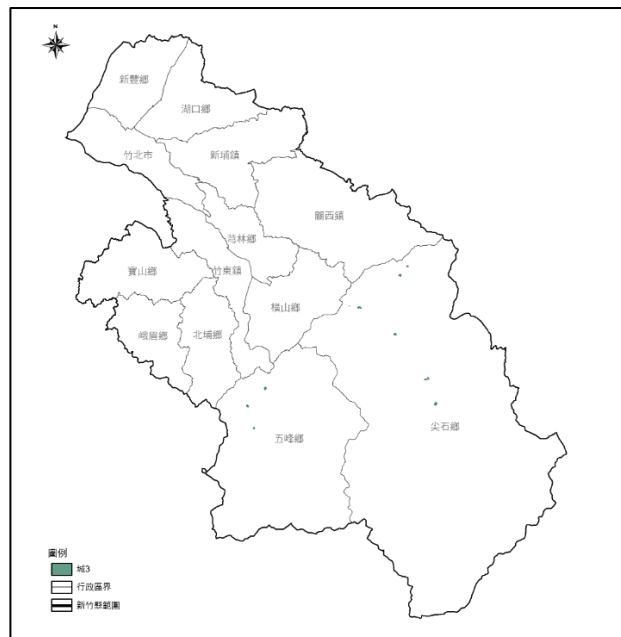 N
新豐鄉
湖口鄉
竹北市
新埔鎮
關西鎮
芎林鄉
寶山鄉
竹東鎮
橫山鄉
峨眉鄉
北埔鄉
尖石鄉
五峰鄉
圖例
城3
行政區界
新竹縣範圍